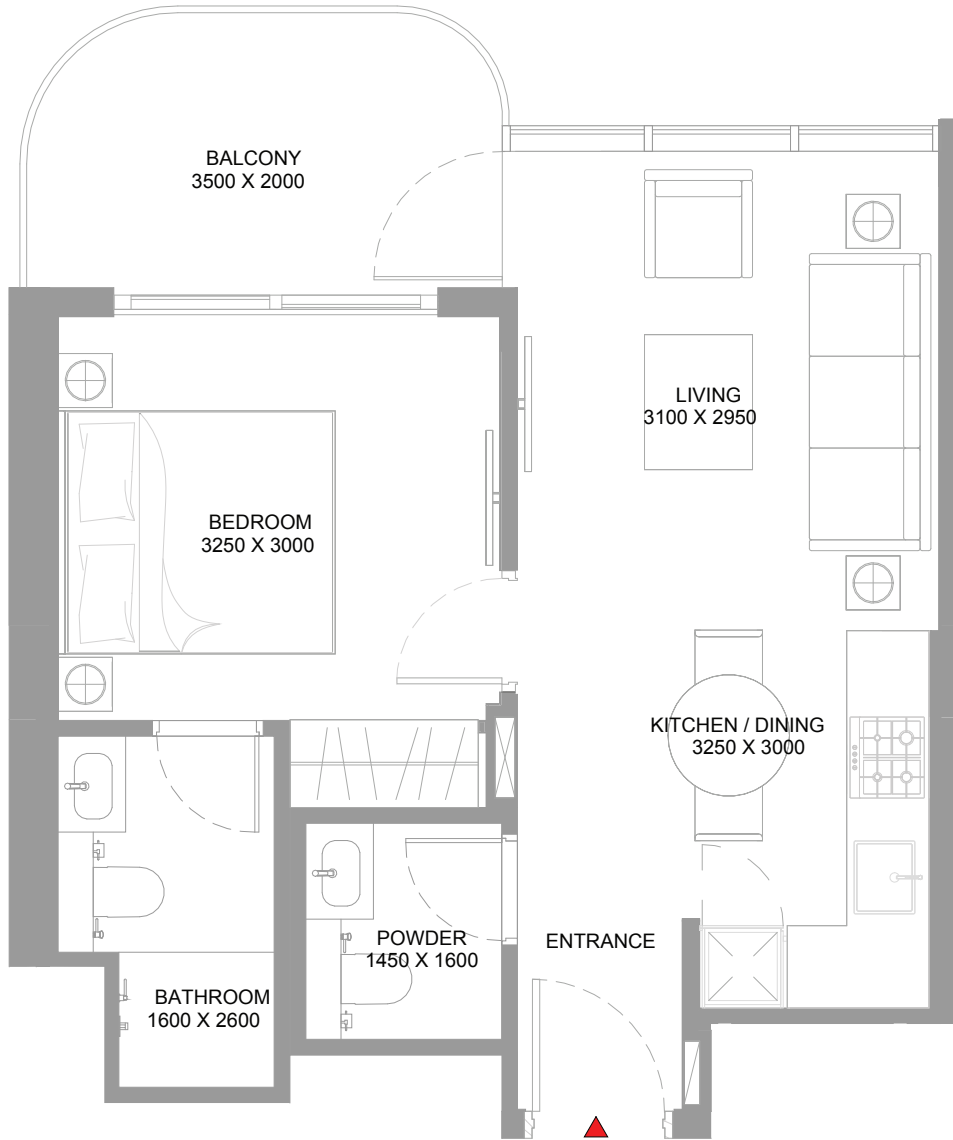 BALCONY
3500 X 2000
LIVING
3100 X 2950
BEDROOM
3250 X 3000
KITCHEN / DINING
3250 X 3000
POWDER
1450 X 1600
ENTRANCE
BATHROOM
1600 X 2600